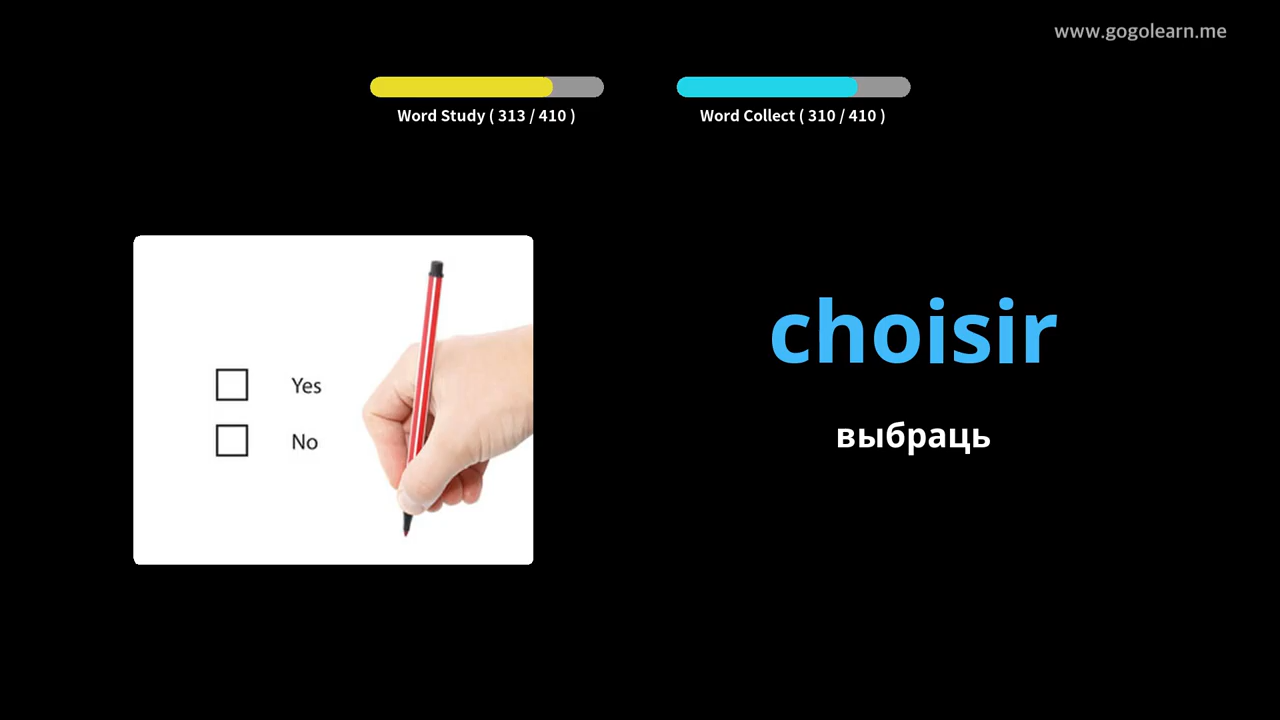 www.gogolearn.me
Word Study ( 313 / 410 )
Word Collect ( 310 / 410 )
Yes
No
choisir
выбраць